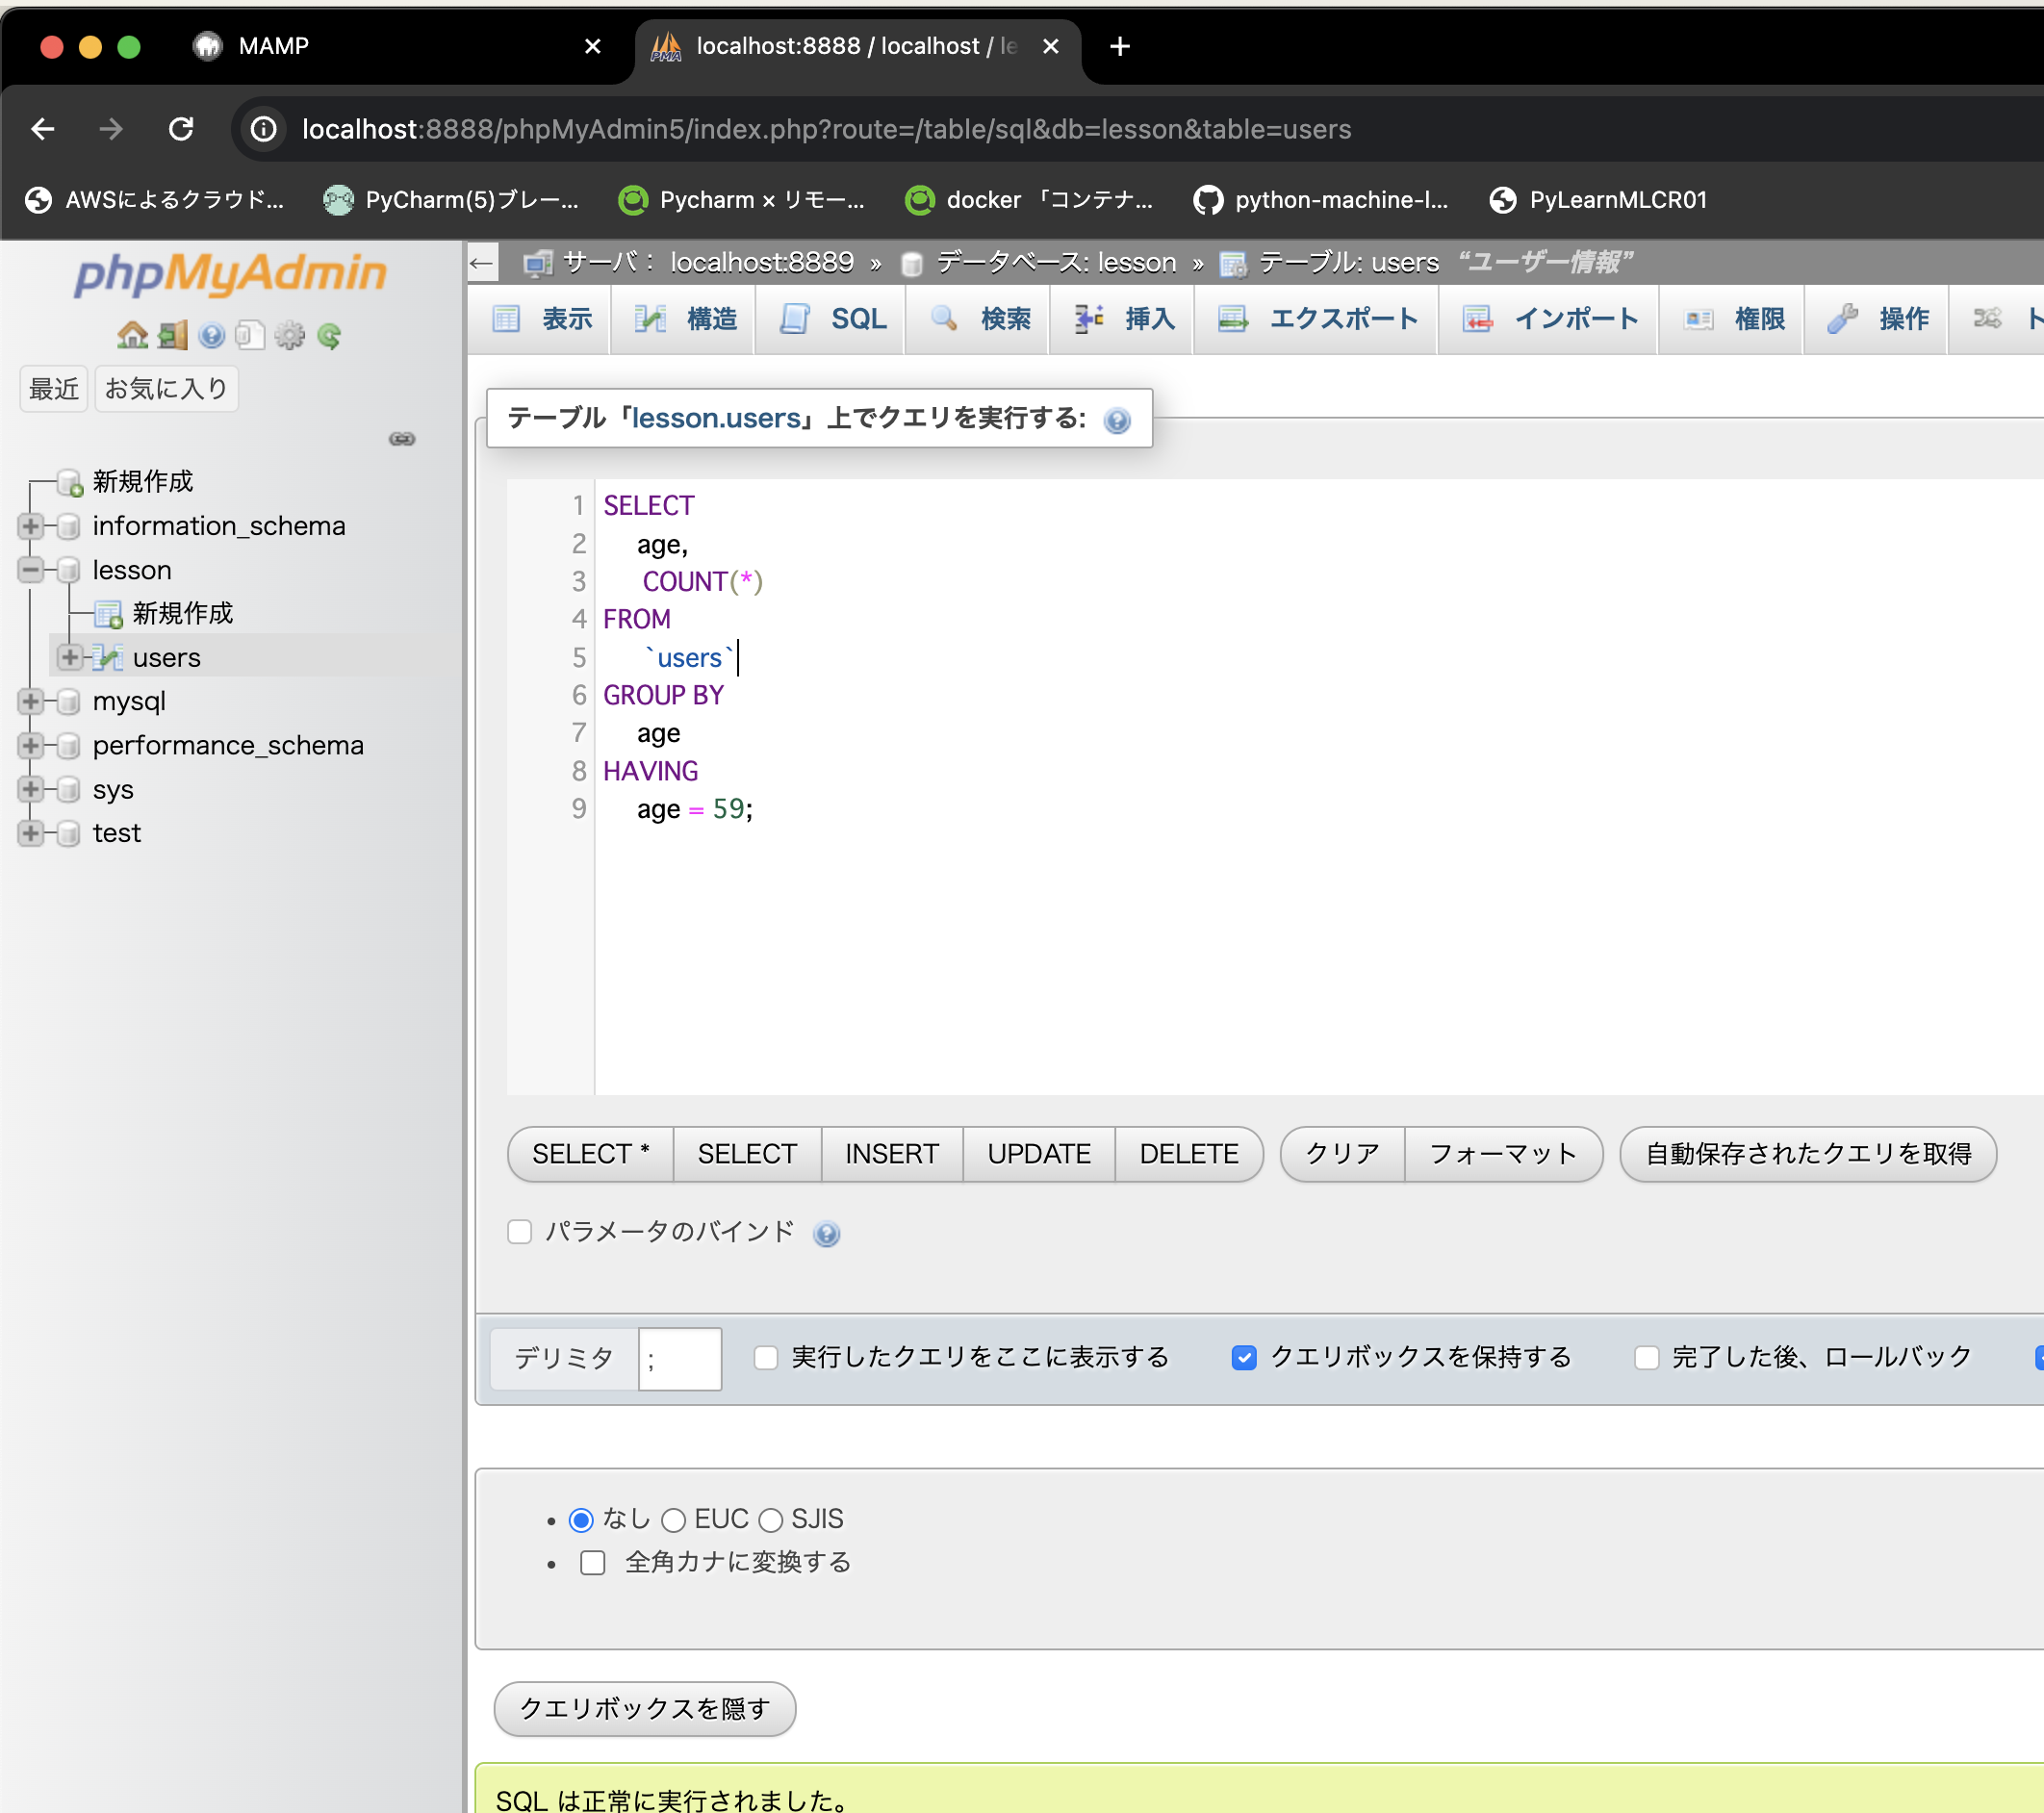 MAMP
PMA localhost:8888 / localhost / le
localhost:8888/phpMyAdmin5/index.php?route=/table/sql&db=lesson&table=users
AWSによるクラウド... PyCharm(5)ブレー... Pycharm × リモー... docker 「コンテナ... python-machine-l... PyLearnMLCR01
phpMyAdmin
最近 お気に入り
新規作成
information_schema
lesson
新規作成
users
mysql
performance_schema
sys
test
← サーバ: localhost:8889 » データベース: lesson » テーブル: users “ユーザー情報”
表示 構造 SQL 検索 挿入 エクスポート インポート 権限 操作 ト
テーブル「lesson.users」上でクエリを実行する:
1 SELECT
2 age,
3 COUNT(*)
4 FROM
5 `users`
6 GROUP BY
7 age
8 HAVING
9 age = 59;
SELECT * SELECT INSERT UPDATE DELETE クリア フォーマット 自動保存されたクエリを取得
パラメータのバインド
デリミタ ; 実行したクエリをここに表示する クエリボックスを保持する 完了した後、ロールバック
• なし EUC SJIS
• 全角カナに変換する
クエリボックスを隠す
SQL は正常に実行されました。